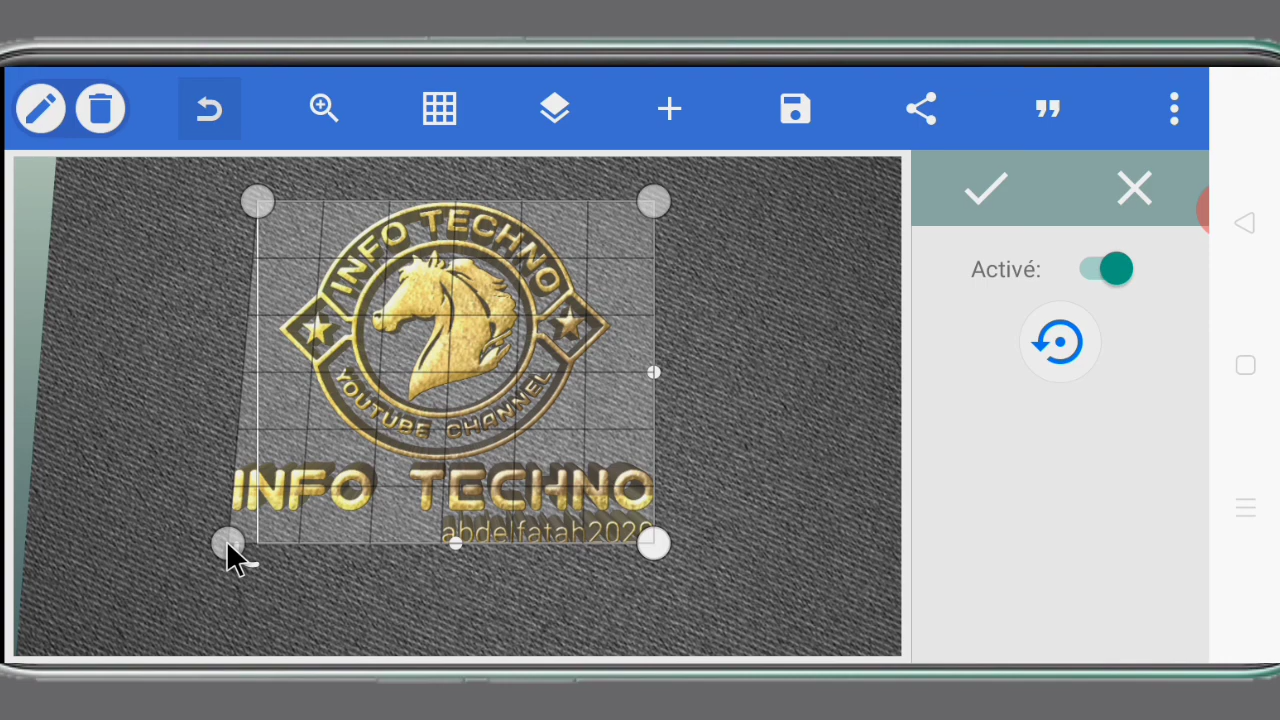 Activé:
INFO TECHNO
YOUTUBE CHANNEL
INFO TECHNO
abdelfatah2020